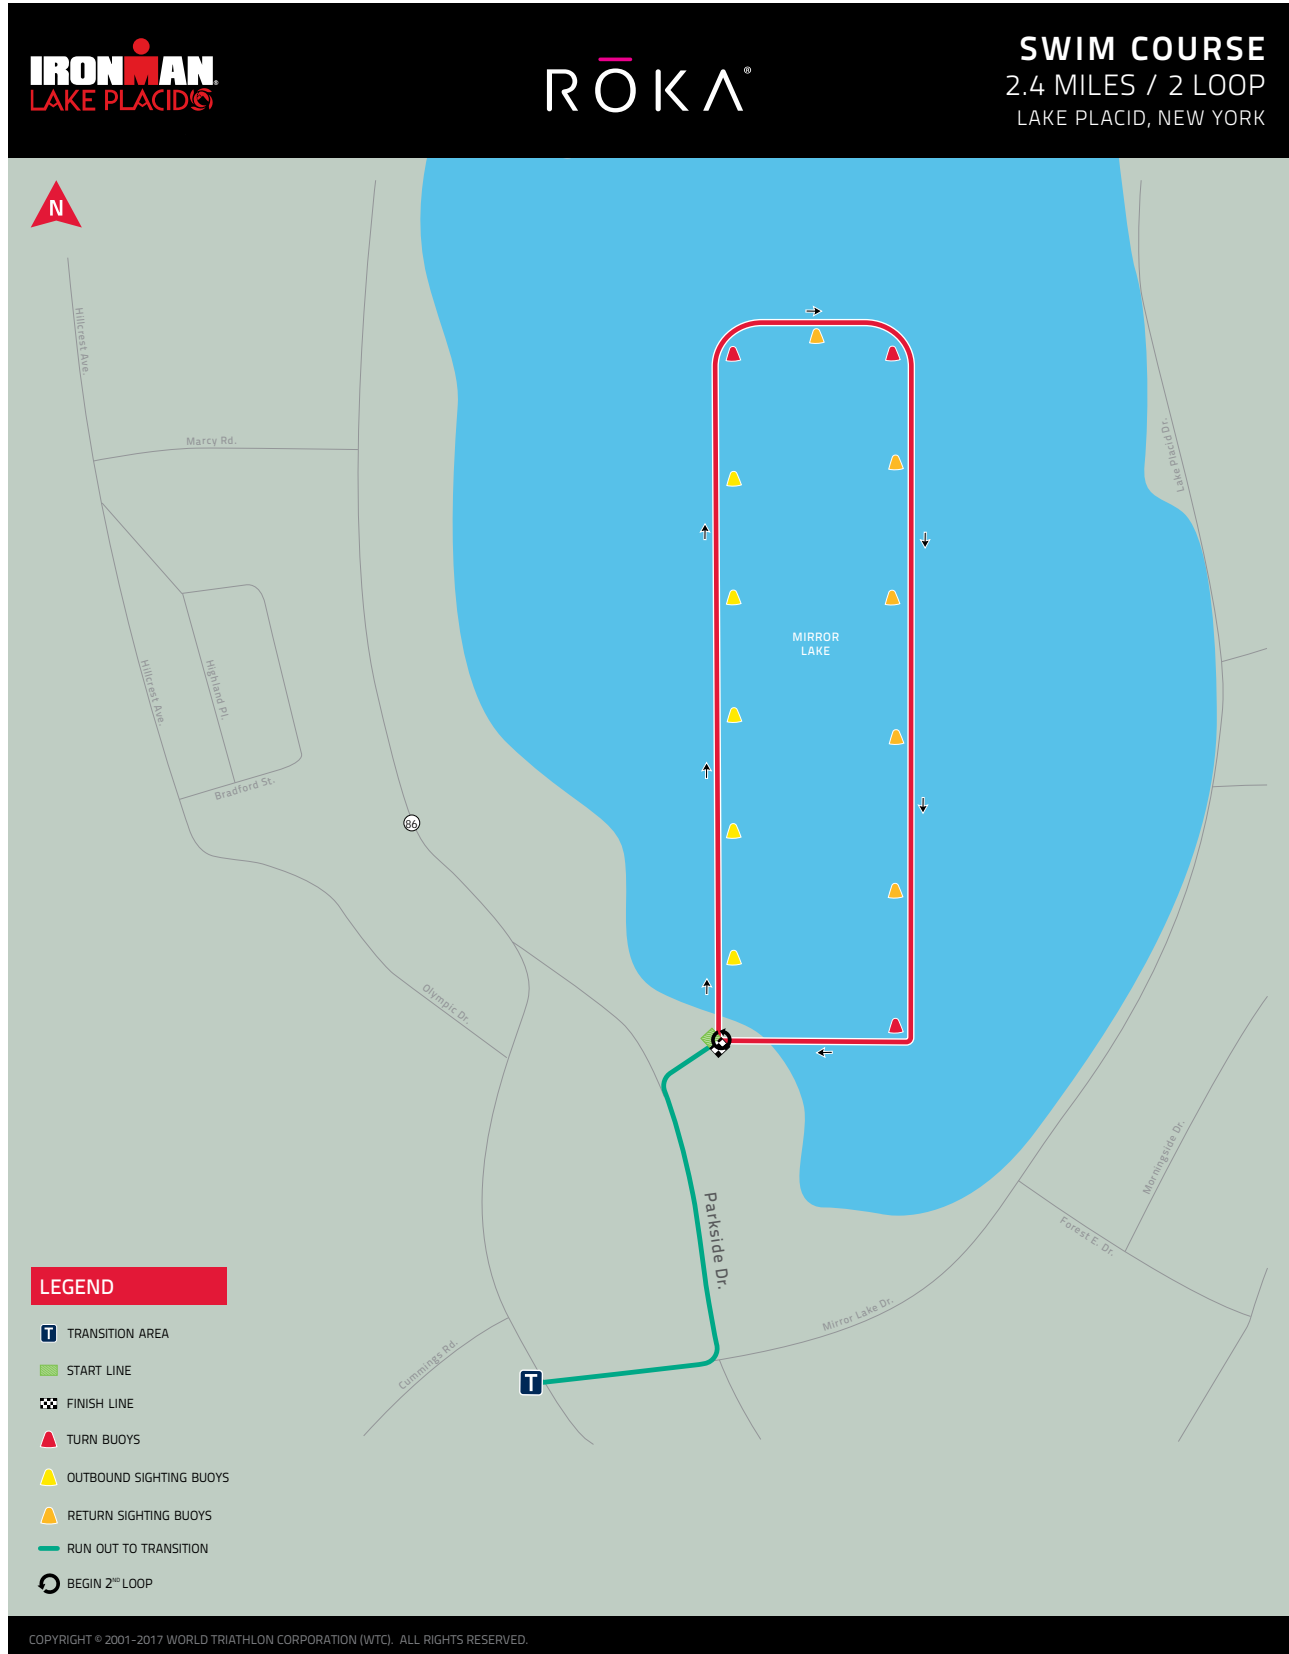 IRONMAN®
LAKE PLACID
RŌKA®
SWIM COURSE
2.4 MILES / 2 LOOP
LAKE PLACID, NEW YORK
N
Hillcrest Ave.
Marcy Rd.
Lake Placid Dr.
MIRROR
LAKE
Hillcrest Ave.
Highland Pl.
Bradford St.
86
Olympic Dr.
Morningside Dr.
Forest E. Dr.
Parkside Dr.
Mirror Lake Dr.
Cummings Rd.
T
LEGEND
T TRANSITION AREA
START LINE
FINISH LINE
TURN BUOYS
OUTBOUND SIGHTING BUOYS
RETURN SIGHTING BUOYS
RUN OUT TO TRANSITION
BEGIN 2ND LOOP
COPYRIGHT © 2001-2017 WORLD TRIATHLON CORPORATION (WTC). ALL RIGHTS RESERVED.